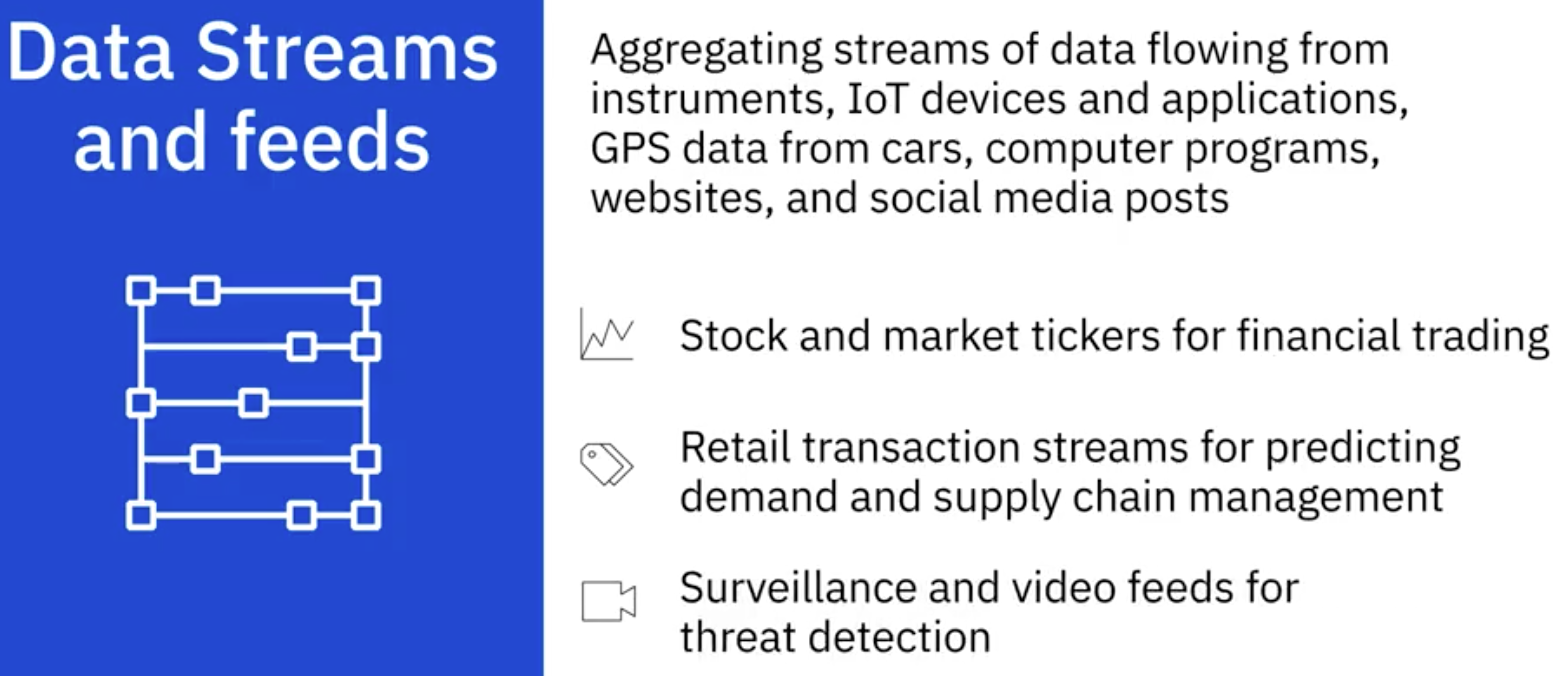 Data Streams
and feeds
Aggregating streams of data flowing from
instruments, IoT devices and applications,
GPS data from cars, computer programs,
websites, and social media posts
Stock and market tickers for financial trading
Retail transaction streams for predicting
demand and supply chain management
Surveillance and video feeds for
threat detection